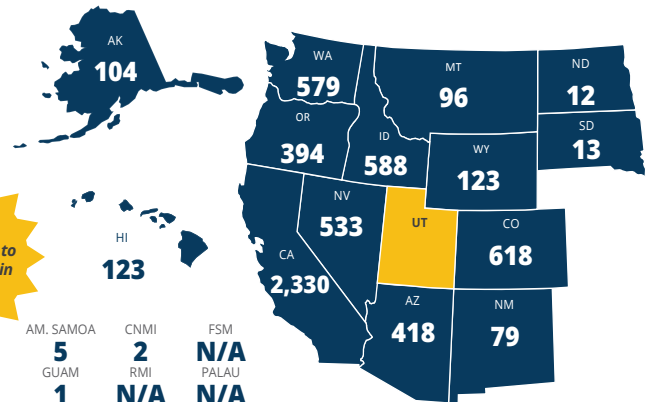 AK
104
WA
579
MT
96
ND
12
OR
394
ID
588
SD
13
WY
123
NV
533
UT
CO
618
to
in
HI
123
CA
2,330
AZ
418
NM
79
AM. SAMOA CNMI FSM
5 2 N/A
GUAM RMI PALAU
1 N/A N/A